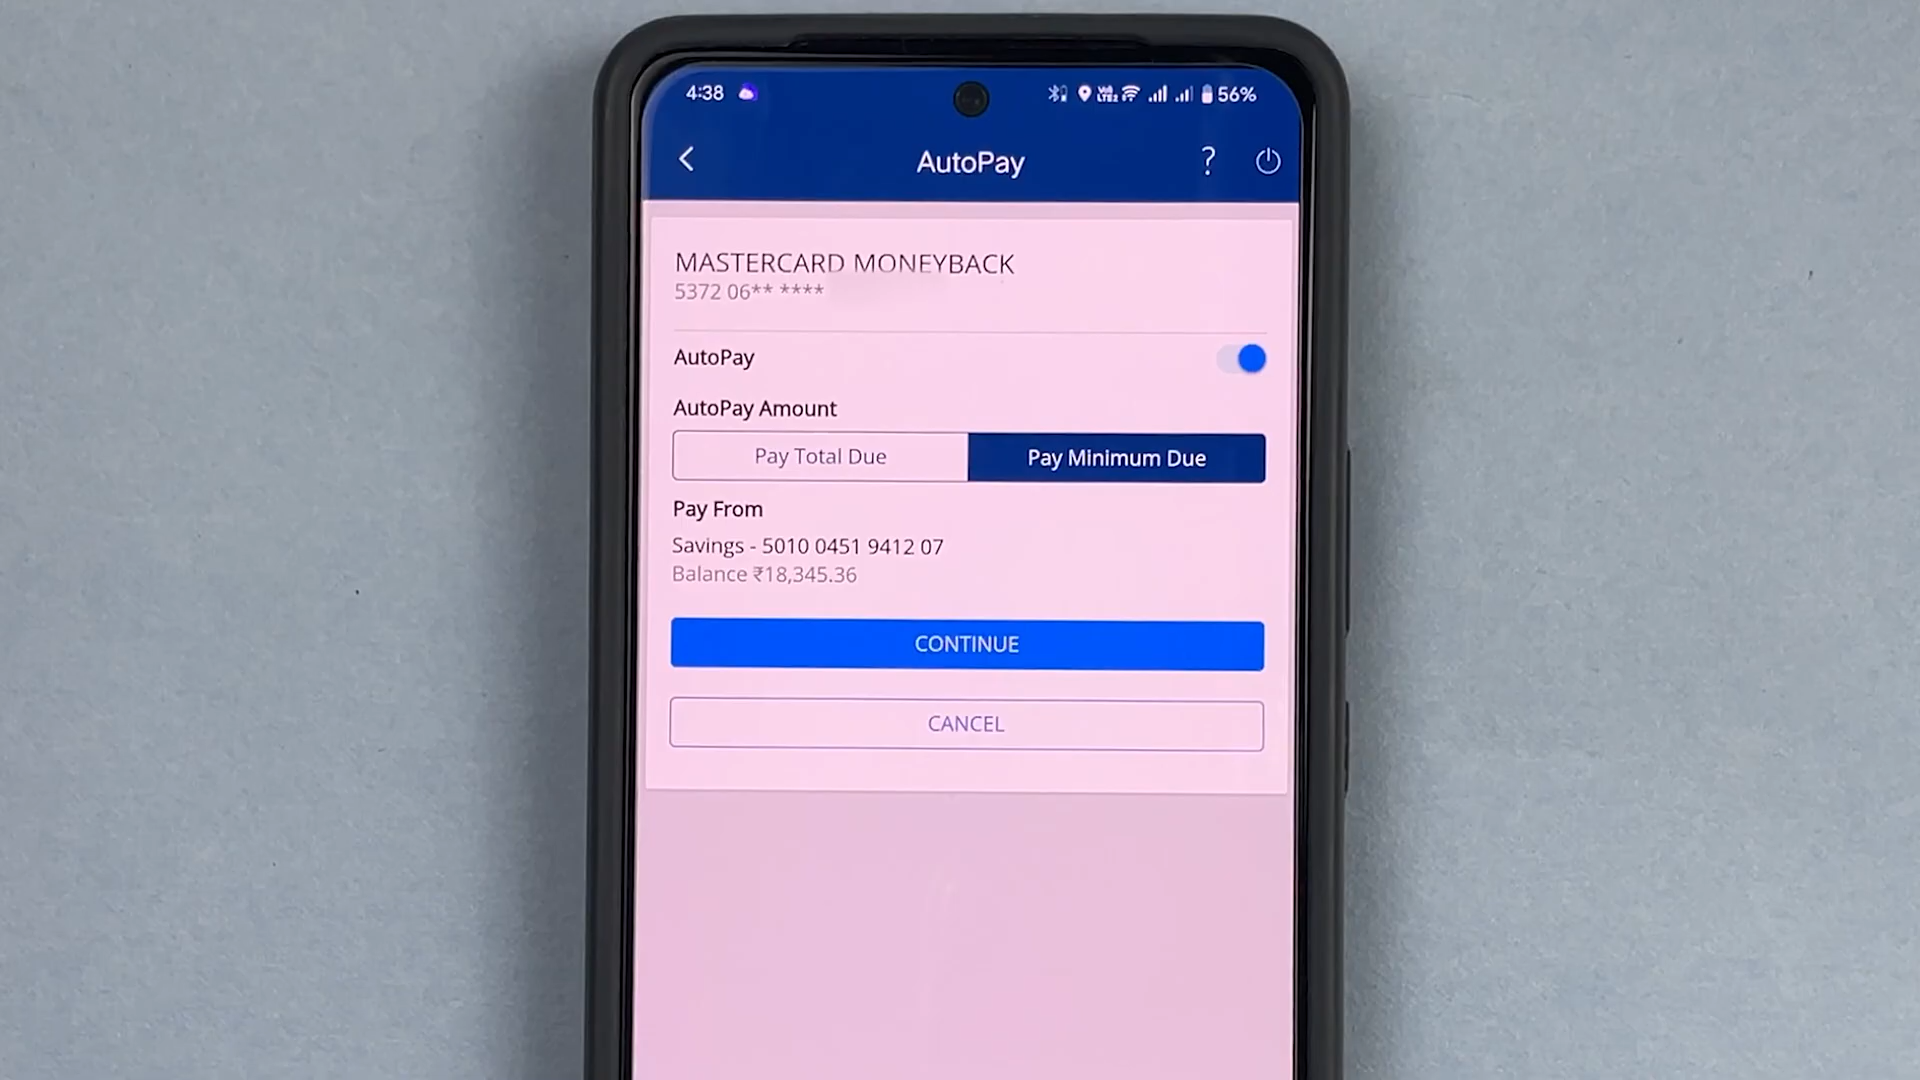 4:38 56%
AutoPay ?
MASTERCARD MONEYBACK
5372 06** ****
AutoPay
AutoPay Amount
Pay Total Due Pay Minimum Due
Pay From
Savings - 5010 0451 9412 07
Balance ₹18,345.36
CONTINUE
CANCEL